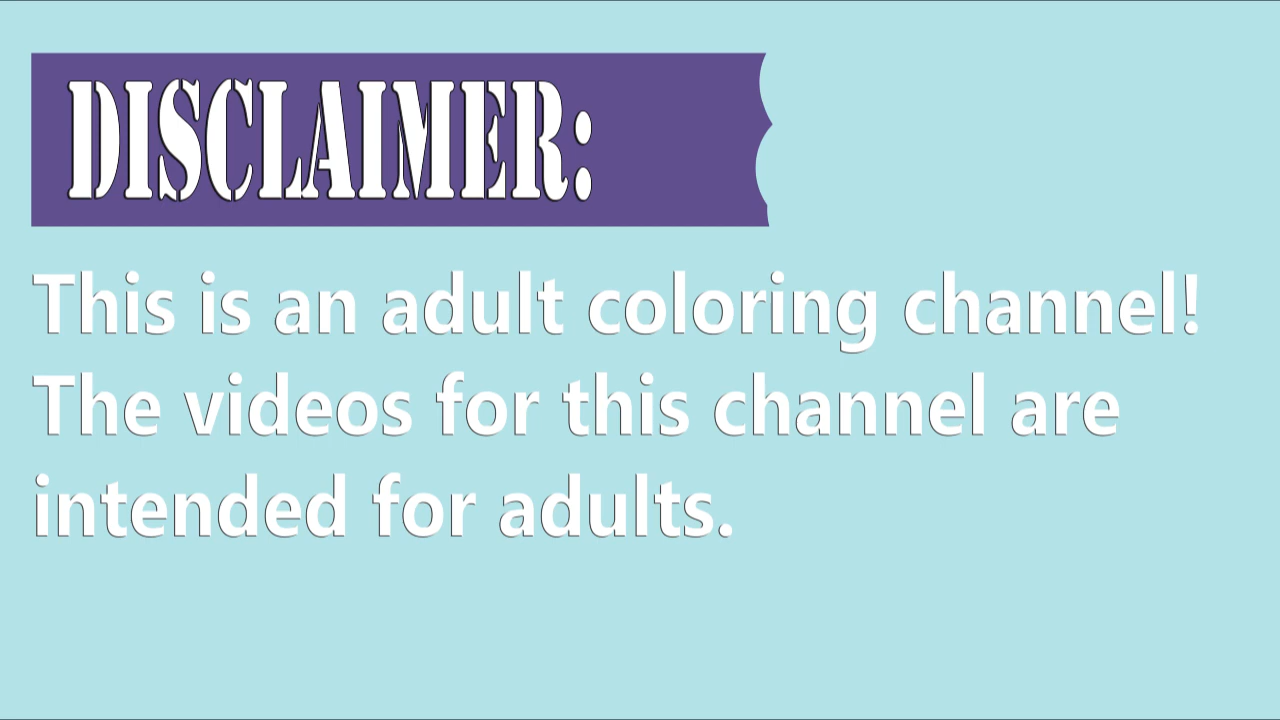 DISCLAIMER:
This is an adult coloring channel!
The videos for this channel are
intended for adults.